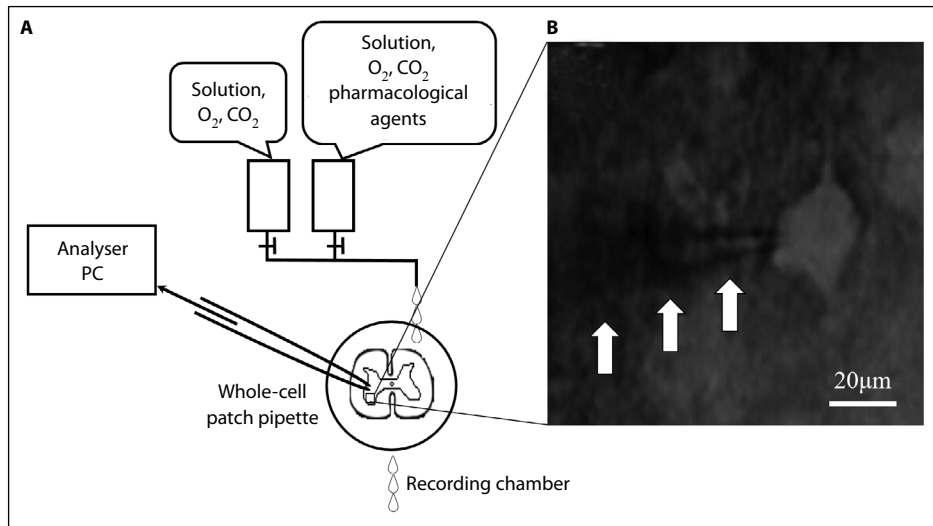 A
Solution,
O₂, CO₂
Solution,
O₂, CO₂
pharmacological
agents
Analyser
PC
Whole-cell
patch pipette
Recording chamber
B
20µm